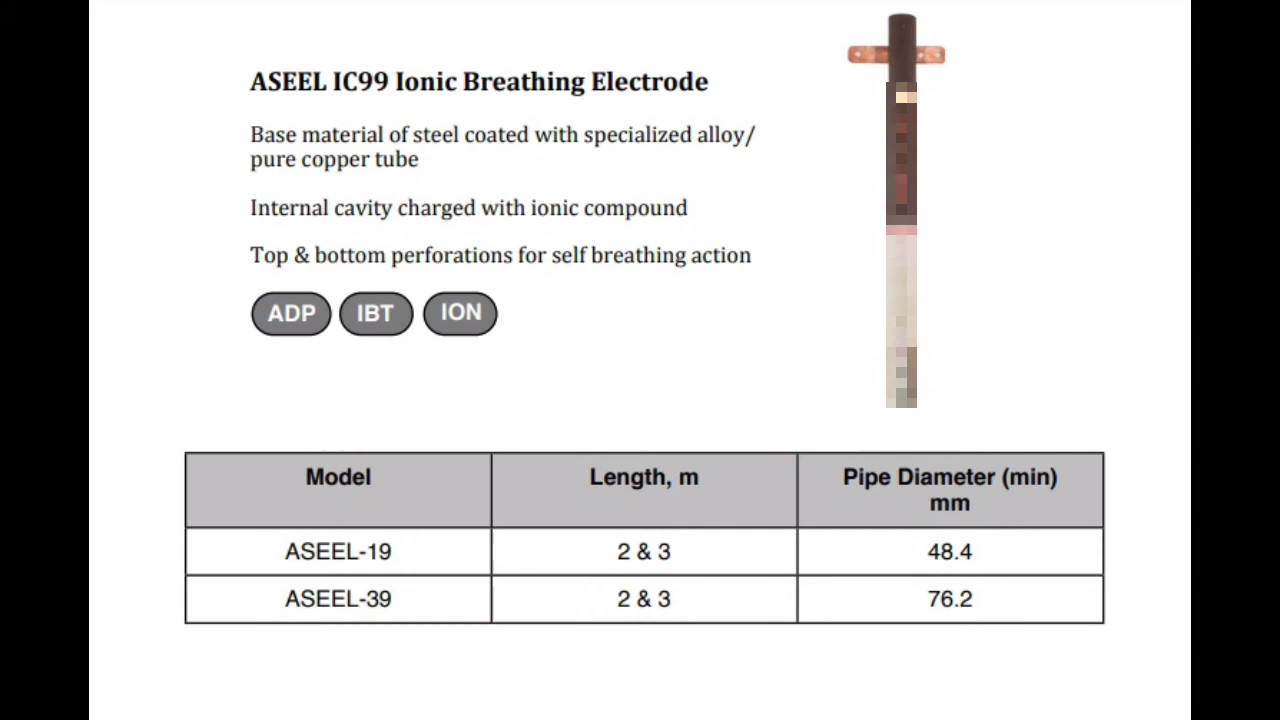 ASEEL IC99 Ionic Breathing Electrode
Base material of steel coated with specialized alloy/
pure copper tube
Internal cavity charged with ionic compound
Top & bottom perforations for self breathing action
ADP IBT ION
Model Length, m Pipe Diameter (min)
mm
ASEEL-19 2 & 3 48.4
ASEEL-39 2 & 3 76.2